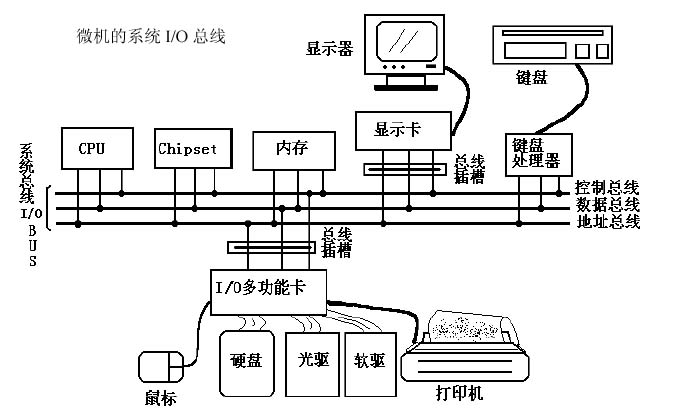 微机的系统 I/O 总线
显示器
键盘
CPU
Chipset
内存
显示卡
总线
插槽
键盘
处理器
系统总线
I/O
BUS
控制总线
数据总线
地址总线
总线
插槽
I/O多功能卡
鼠标
硬盘
光驱
软驱
打印机